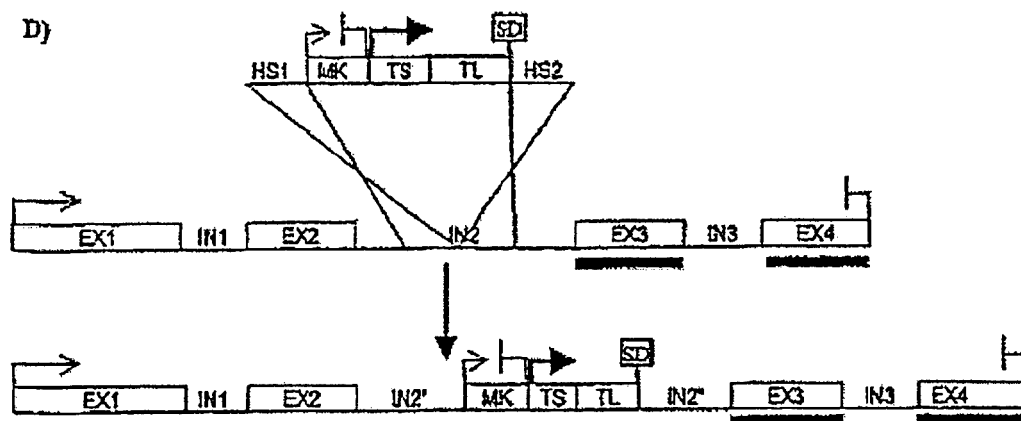 D)
SD
HS1 MK TS TL HS2
EX1 IN1 EX2 IN2 EX3 IN3 EX4
SD
EX1 IN1 EX2 IN2' MK TS TL IN2" EX3 IN3 EX4